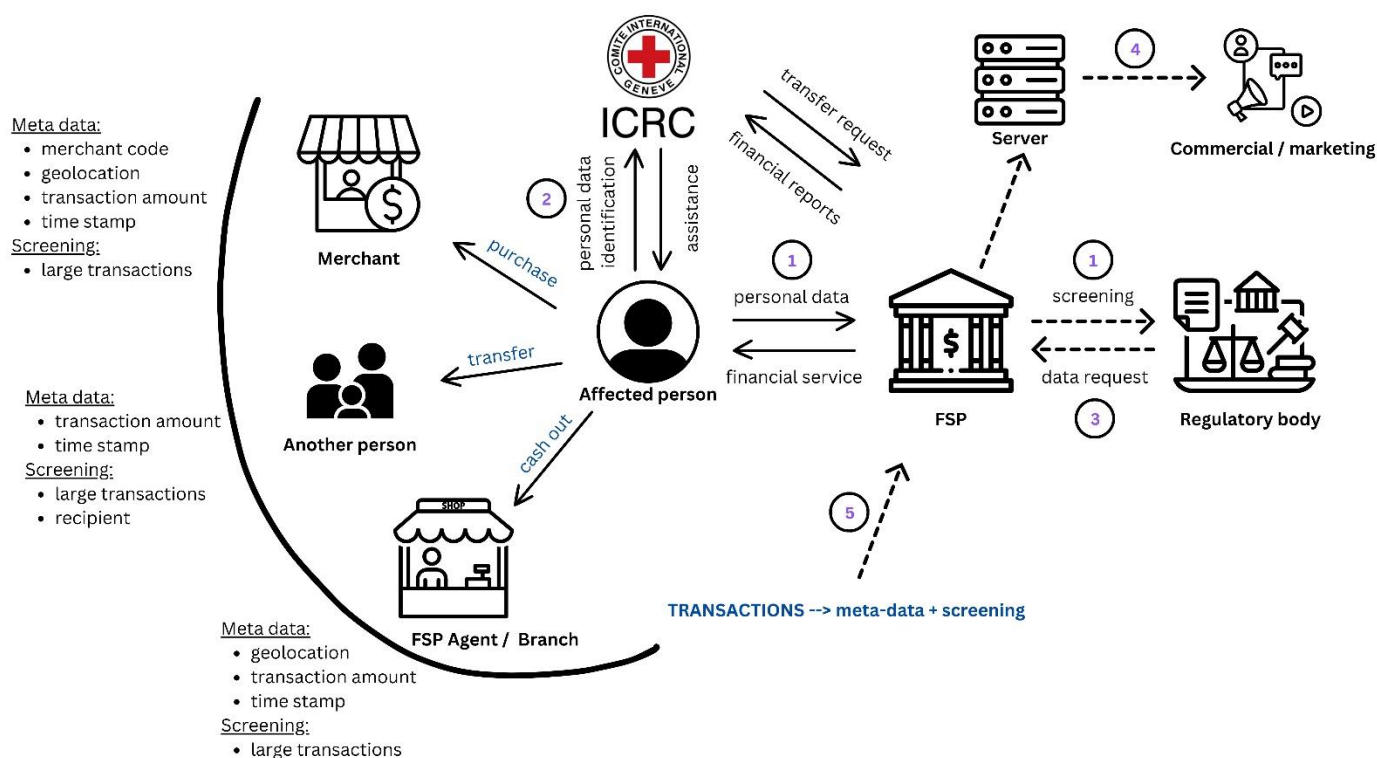 COMITE INTERNATIONAL GENEVE
ICRC
transfer request
financial reports
Server
4
Commercial / marketing
Meta data:
• merchant code
• geolocation
• transaction amount
• time stamp
Screening:
• large transactions
Merchant
purchase
2
personal data
identification
assistance
1
personal data
financial service
Affected person
1
screening
data request
3
FSP
Regulatory body
transfer
Another person
Meta data:
• transaction amount
• time stamp
Screening:
• large transactions
• recipient
cash out
SHOP
FSP Agent / Branch
5
TRANSACTIONS --> meta-data + screening
Meta data:
• geolocation
• transaction amount
• time stamp
Screening:
• large transactions